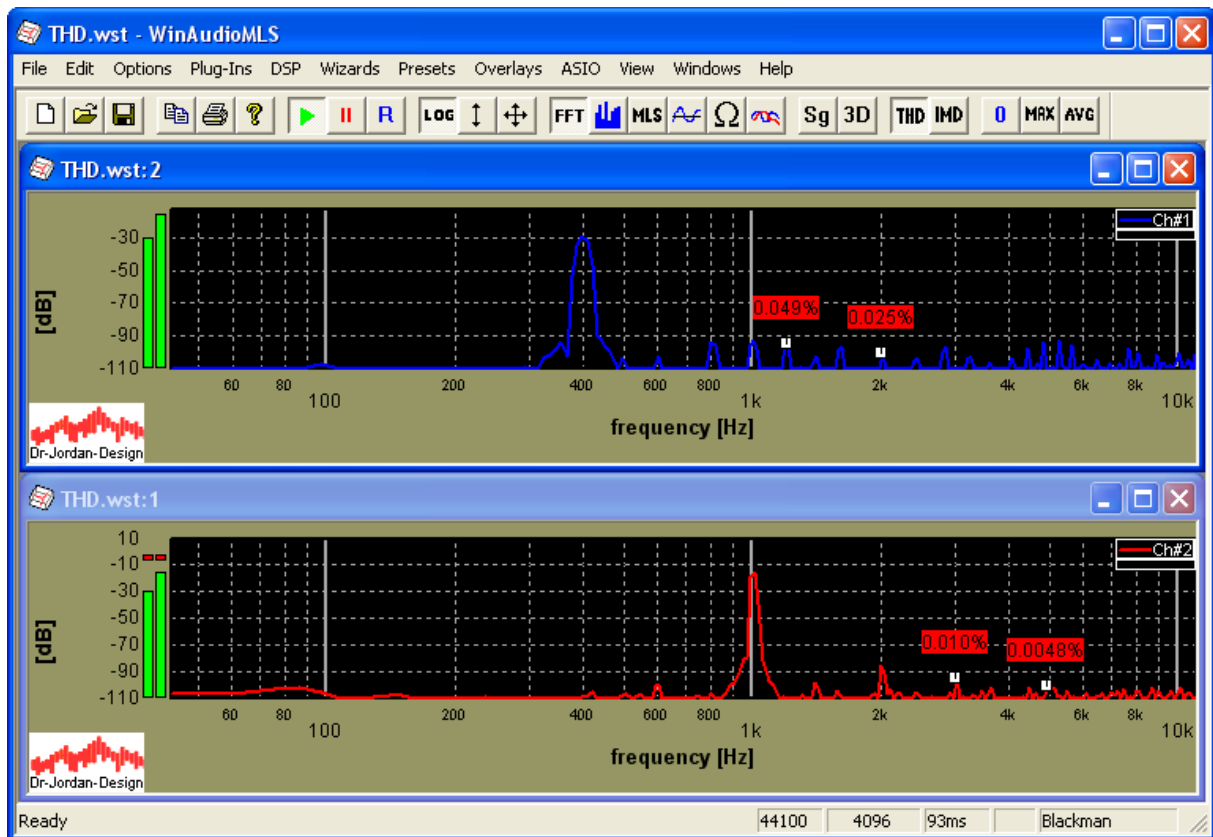 THD.wst - WinAudioMLS
File Edit Options Plug-Ins DSP Wizards Presets Overlays ASIO View Windows Help
R LOG FFT MLS Ω Sg 3D THD IMD 0 MAX AVG
THD.wst:2
Ch#1
-30
-50
-70
-90
-110
[dB]
0.049% 0.025%
60 80 200 400 600 800 2k 4k 6k 8k
100 1k 10k
frequency [Hz]
Dr-Jordan-Design
THD.wst:1
Ch#2
10
-10
-30
-50
-70
-90
-110
[dB]
0.010% 0.0048%
60 80 200 400 600 800 2k 4k 6k 8k
100 1k 10k
frequency [Hz]
Dr-Jordan-Design
Ready 44100 4096 93ms Blackman